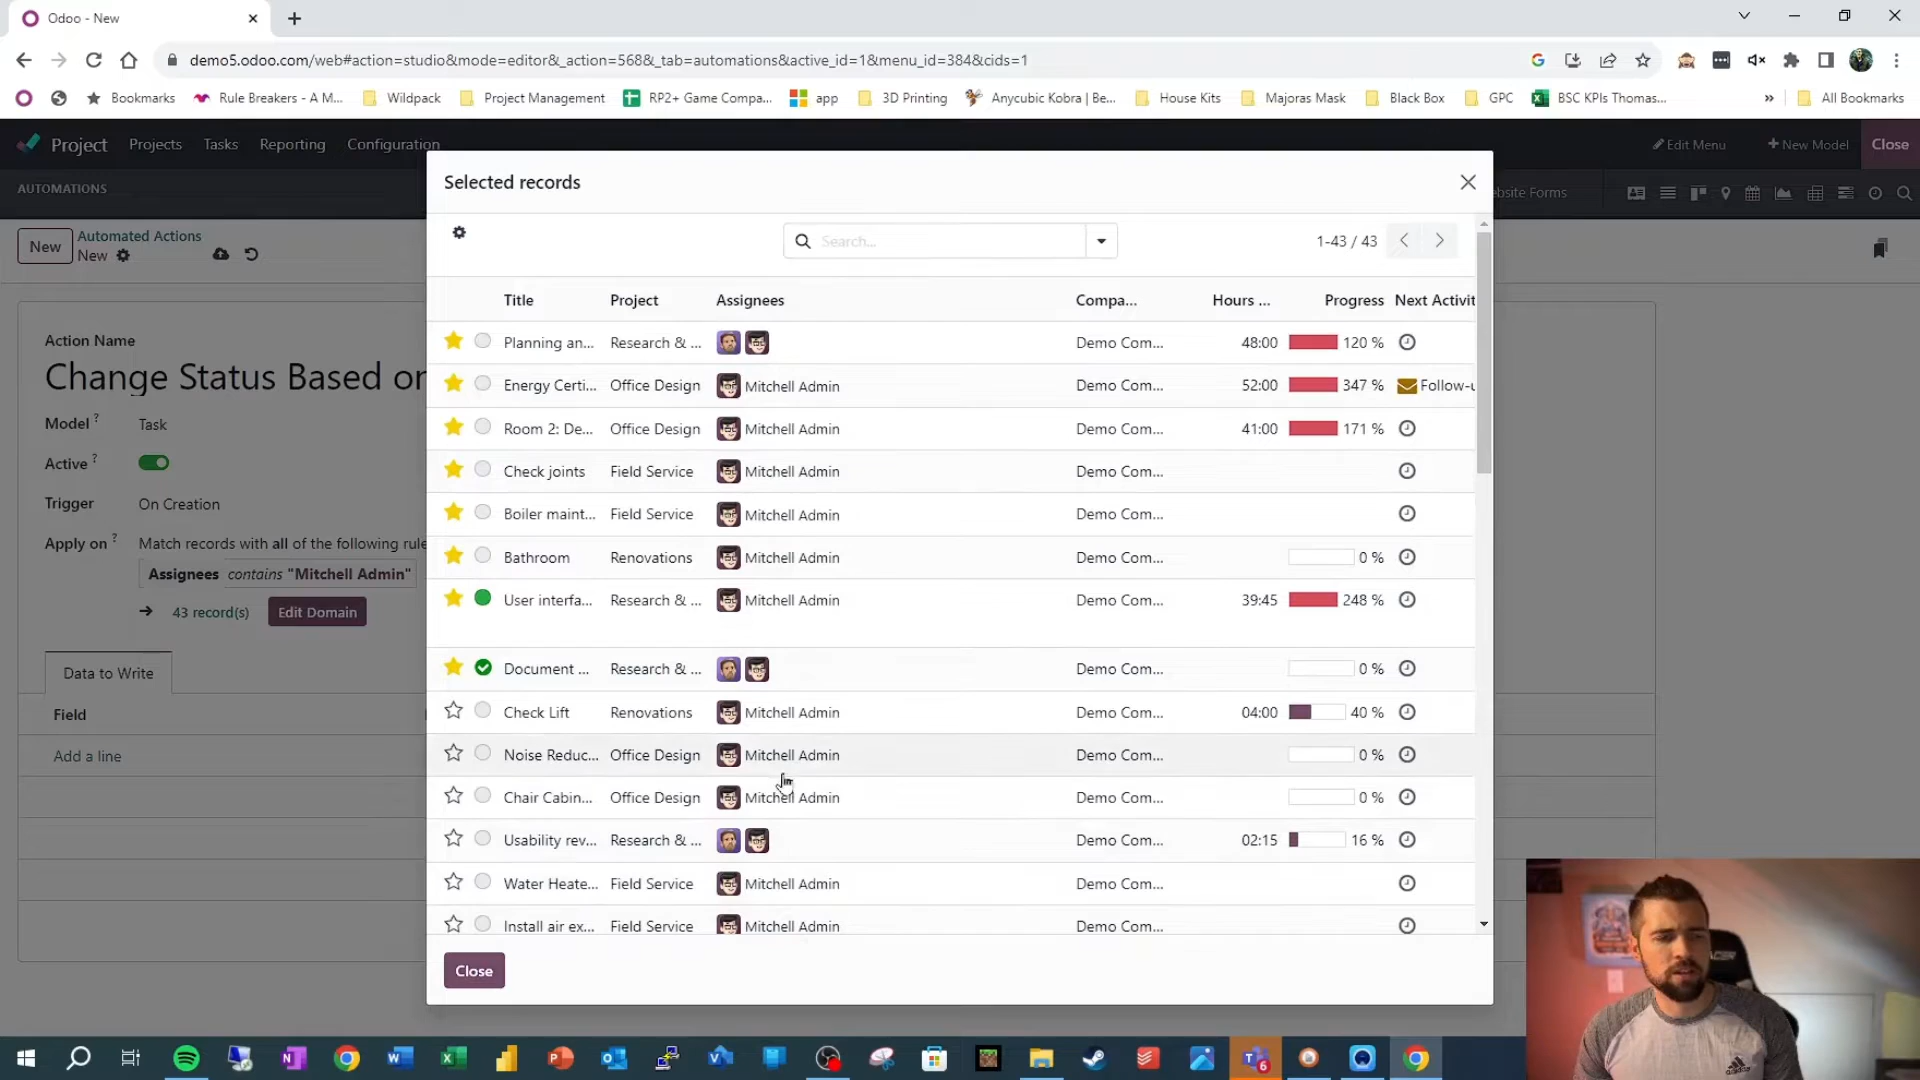 Odoo - New
demo5.odoo.com/web#action=studio&mode=editor&_action=568&_tab=automations&active_id=1&menu_id=384&cids=1
Bookmarks Rule Breakers - A M... Wildpack Project Management RP2+ Game Compa... app 3D Printing Anycubic Kobra | Be... House Kits Majoras Mask Black Box GPC BSC KPIs Thomas... » All Bookmarks
Project Projects Tasks Reporting Configuration Edit Menu + New Model Close
AUTOMATIONS
bsite Forms
New Automated Actions
New
Action Name
Change Status Based or
Model ? Task
Active ?
Trigger On Creation
Apply on ? Match records with all of the following rule
Assignees contains "Mitchell Admin"
→ 43 record(s) Edit Domain
Data to Write
Field
Add a line
Selected records
Search...
1-43 / 43
Title Project Assignees Compa... Hours ... Progress Next Activit
Planning an... Research & ... Demo Com... 48:00 120 %
Energy Certi... Office Design Mitchell Admin Demo Com... 52:00 347 % Follow-u
Room 2: De... Office Design Mitchell Admin Demo Com... 41:00 171 %
Check joints Field Service Mitchell Admin Demo Com...
Boiler maint... Field Service Mitchell Admin Demo Com...
Bathroom Renovations Mitchell Admin Demo Com... 0 %
User interfa... Research & ... Mitchell Admin Demo Com... 39:45 248 %
Document ... Research & ... Demo Com... 0 %
Check Lift Renovations Mitchell Admin Demo Com... 04:00 40 %
Noise Reduc... Office Design Mitchell Admin Demo Com... 0 %
Chair Cabin... Office Design Mitchell Admin Demo Com... 0 %
Usability rev... Research & ... Demo Com... 02:15 16 %
Water Heate... Field Service Mitchell Admin Demo Com...
Install air ex... Field Service Mitchell Admin Demo Com...
Close